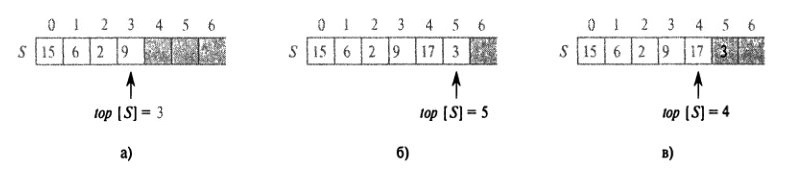 0 1 2 3 4 5 6
S 15 6 2 9
top [S] = 3
а)
0 1 2 3 4 5 6
S 15 6 2 9 17 3
top [S] = 5
б)
0 1 2 3 4 5 6
S 15 6 2 9 17 3
top [S] = 4
в)